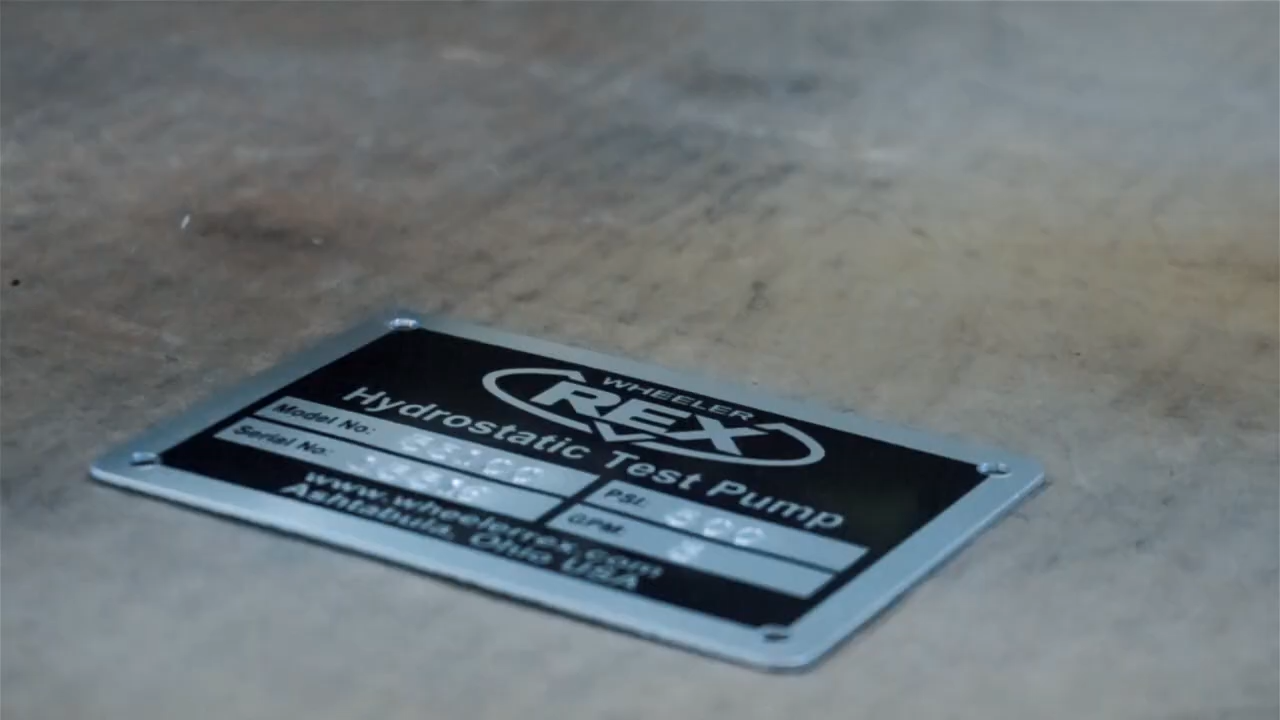 WHEELER
REX
Hydrostatic Test Pump
Model No:
Serial No:
PSI:
GPM:
www.wheelerrex.com
Ashtabula, Ohio USA